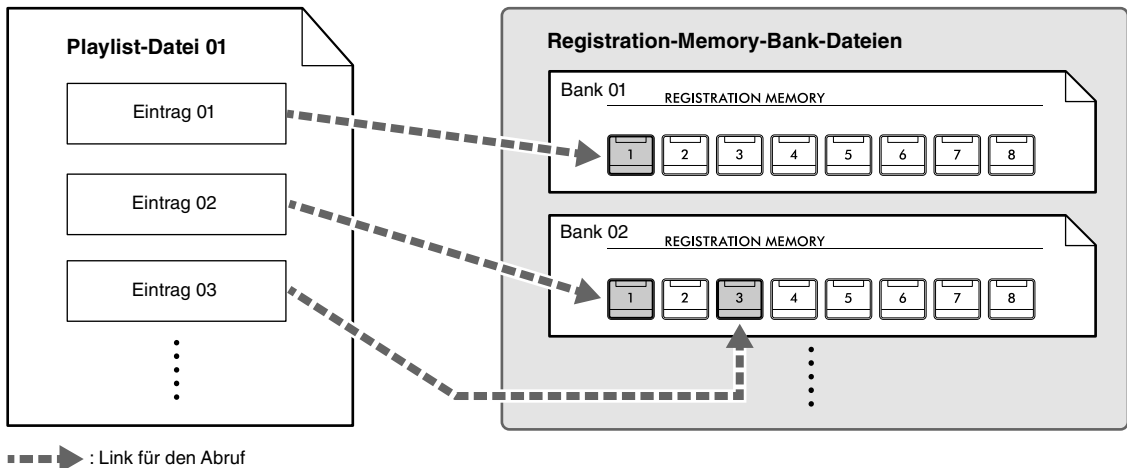 Playlist-Datei 01
Eintrag 01
Eintrag 02
Eintrag 03
Registration-Memory-Bank-Dateien
Bank 01
REGISTRATION MEMORY
1 2 3 4 5 6 7 8
Bank 02
REGISTRATION MEMORY
1 2 3 4 5 6 7 8
: Link für den Abruf